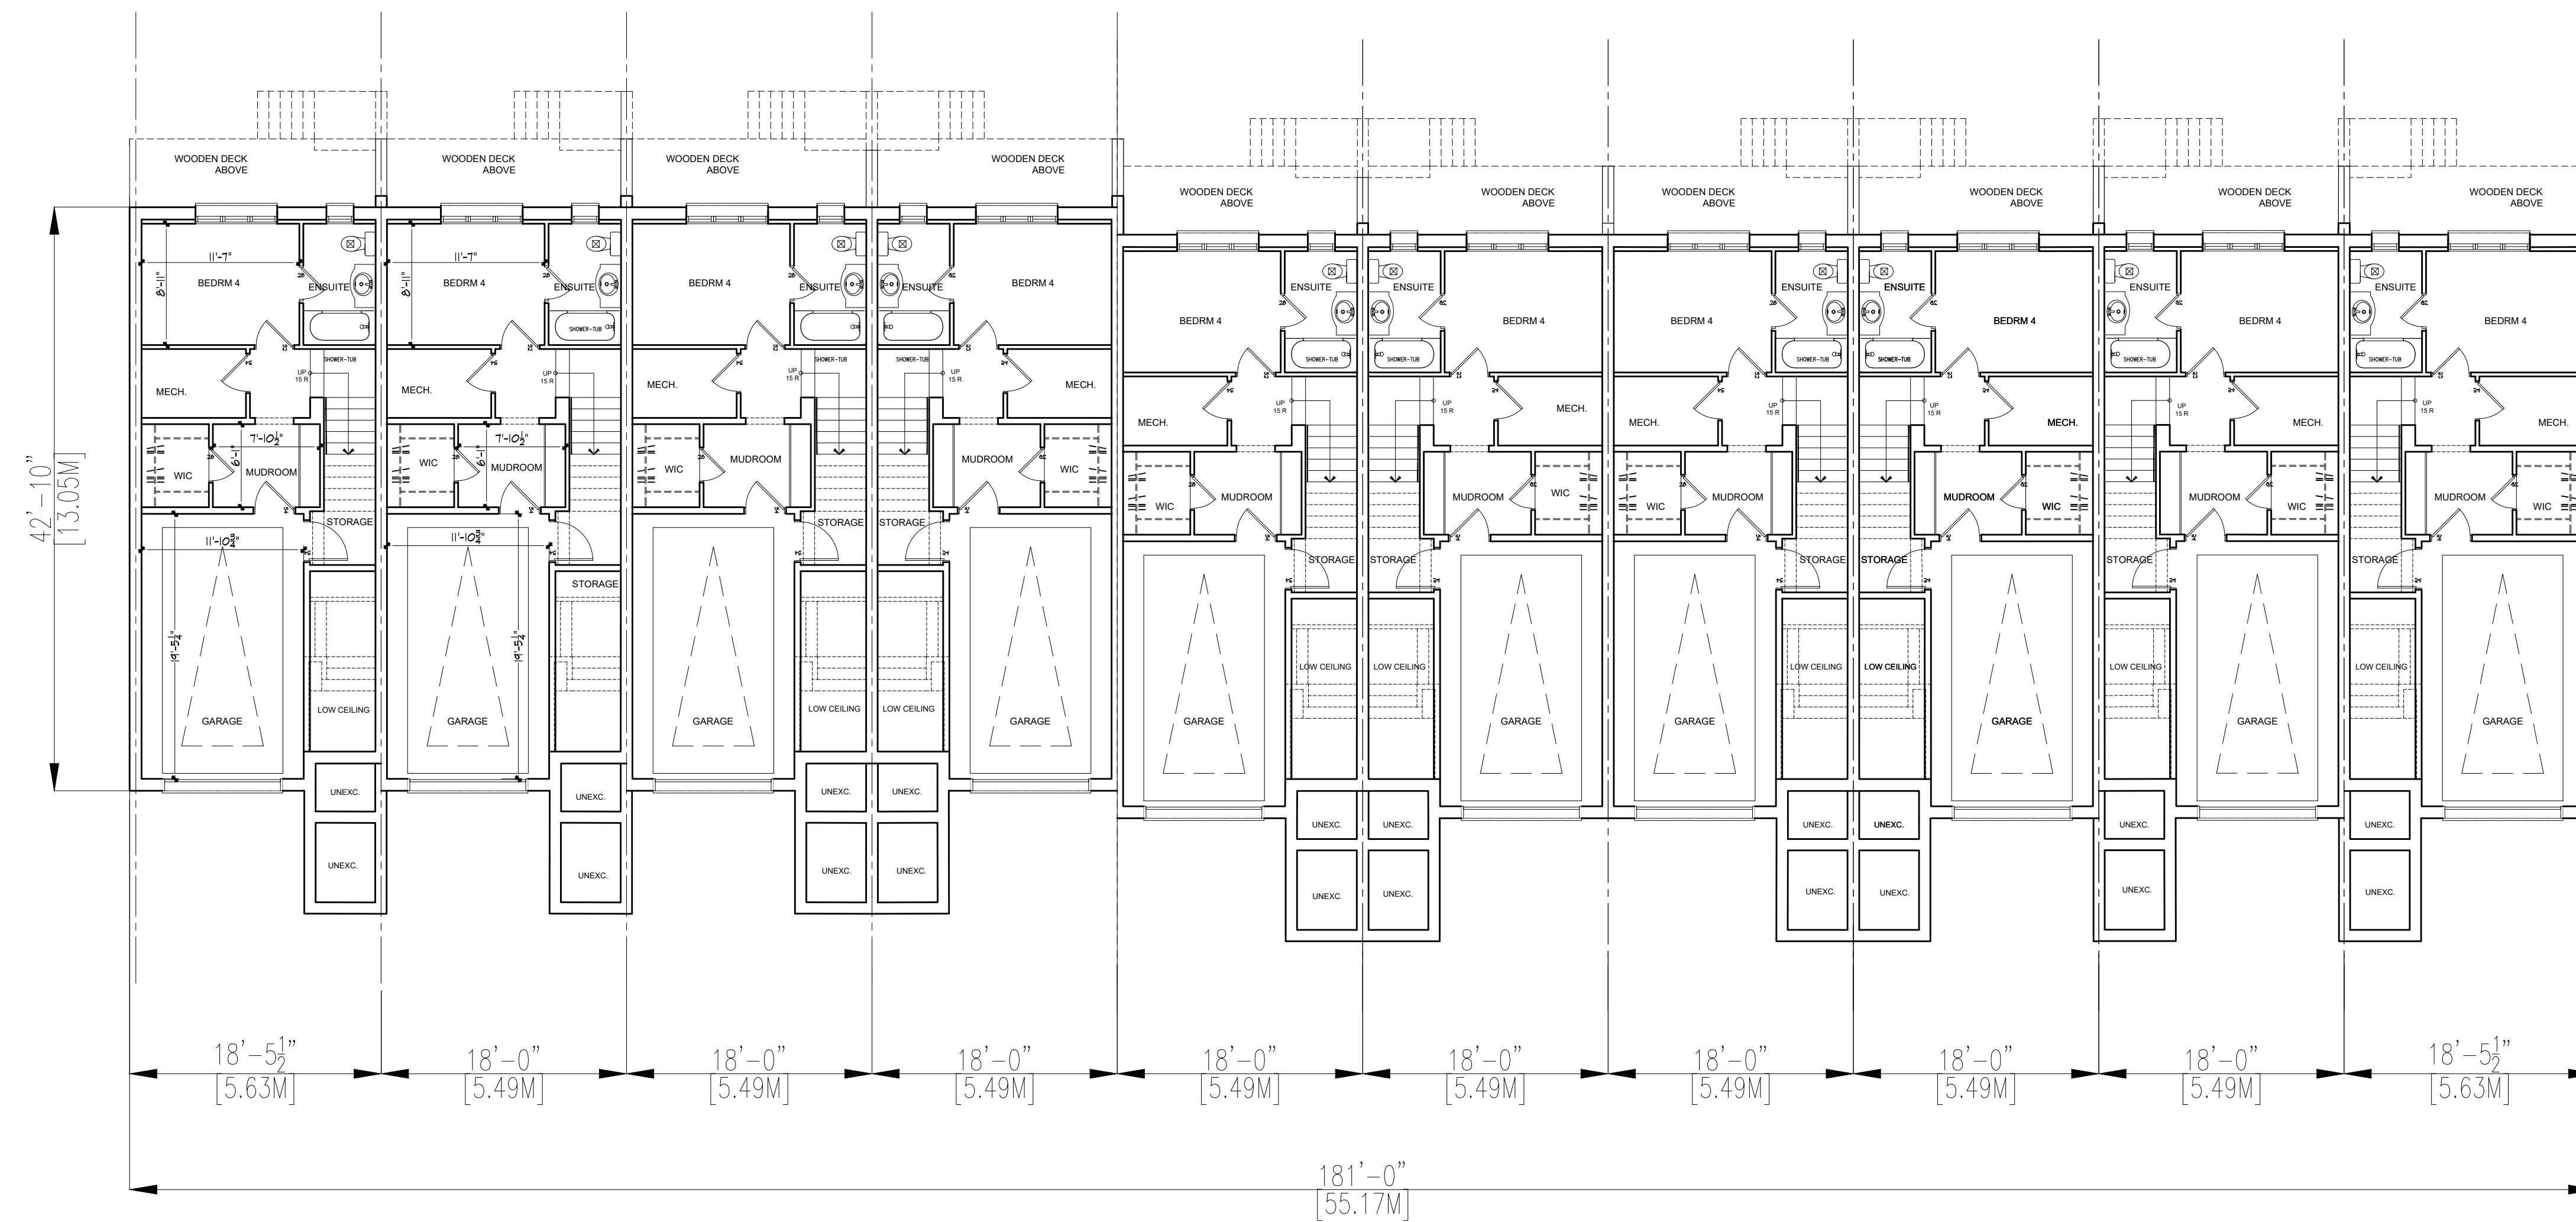 WOODEN DECK
ABOVE
11'-7"
8'-11"
BEDRM 4
ENSUITE
SHOWER-TUB
UP
15 R
MECH.
7'-10½"
6'-1"
WIC
MUDROOM
STORAGE
11'-10¾"
19'-5¼"
GARAGE
LOW CEILING
UNEXC.
UNEXC.
WOODEN DECK
ABOVE
11'-7"
8'-11"
BEDRM 4
ENSUITE
SHOWER-TUB
UP
15 R
MECH.
7'-10½"
6'-1"
WIC
MUDROOM
11'-10¾"
STORAGE
19'-5¼"
GARAGE
UNEXC.
UNEXC.
WOODEN DECK
ABOVE
BEDRM 4
ENSUITE
SHOWER-TUB
UP
15 R
MECH.
WIC
MUDROOM
STORAGE
LOW CEILING
GARAGE
UNEXC.
UNEXC.
WOODEN DECK
ABOVE
ENSUITE
BEDRM 4
SHOWER-TUB
UP
15 R
MECH.
MUDROOM
WIC
STORAGE
LOW CEILING
GARAGE
UNEXC.
UNEXC.
WOODEN DECK
ABOVE
ENSUITE
BEDRM 4
SHOWER-TUB
UP
15 R
MECH.
WIC
MUDROOM
STORAGE
LOW CEILING
GARAGE
UNEXC.
UNEXC.
WOODEN DECK
ABOVE
ENSUITE
BEDRM 4
SHOWER-TUB
UP
15 R
MECH.
MUDROOM
WIC
STORAGE
LOW CEILING
GARAGE
UNEXC.
UNEXC.
WOODEN DECK
ABOVE
ENSUITE
BEDRM 4
SHOWER-TUB
UP
15 R
MECH.
WIC
MUDROOM
STORAGE
LOW CEILING
GARAGE
UNEXC.
UNEXC.
WOODEN DECK
ABOVE
ENSUITE
BEDRM 4
SHOWER-TUB
UP
15 R
MECH.
MUDROOM
WIC
STORAGE
LOW CEILING
GARAGE
UNEXC.
UNEXC.
WOODEN DECK
ABOVE
ENSUITE
BEDRM 4
SHOWER-TUB
UP
15 R
MECH.
MUDROOM
WIC
STORAGE
LOW CEILING
GARAGE
UNEXC.
UNEXC.
WOODEN DECK
ABOVE
ENSUITE
BEDRM 4
SHOWER-TUB
UP
15 R
MECH.
MUDROOM
WIC
STORAGE
LOW CEILING
GARAGE
UNEXC.
UNEXC.
42'-10"
[13.05M]
18'-5½"
[5.63M]
18'-0"
[5.49M]
18'-0"
[5.49M]
18'-0"
[5.49M]
18'-0"
[5.49M]
18'-0"
[5.49M]
18'-0"
[5.49M]
18'-0"
[5.49M]
18'-0"
[5.49M]
18'-5½"
[5.63M]
181'-0"
[55.17M]